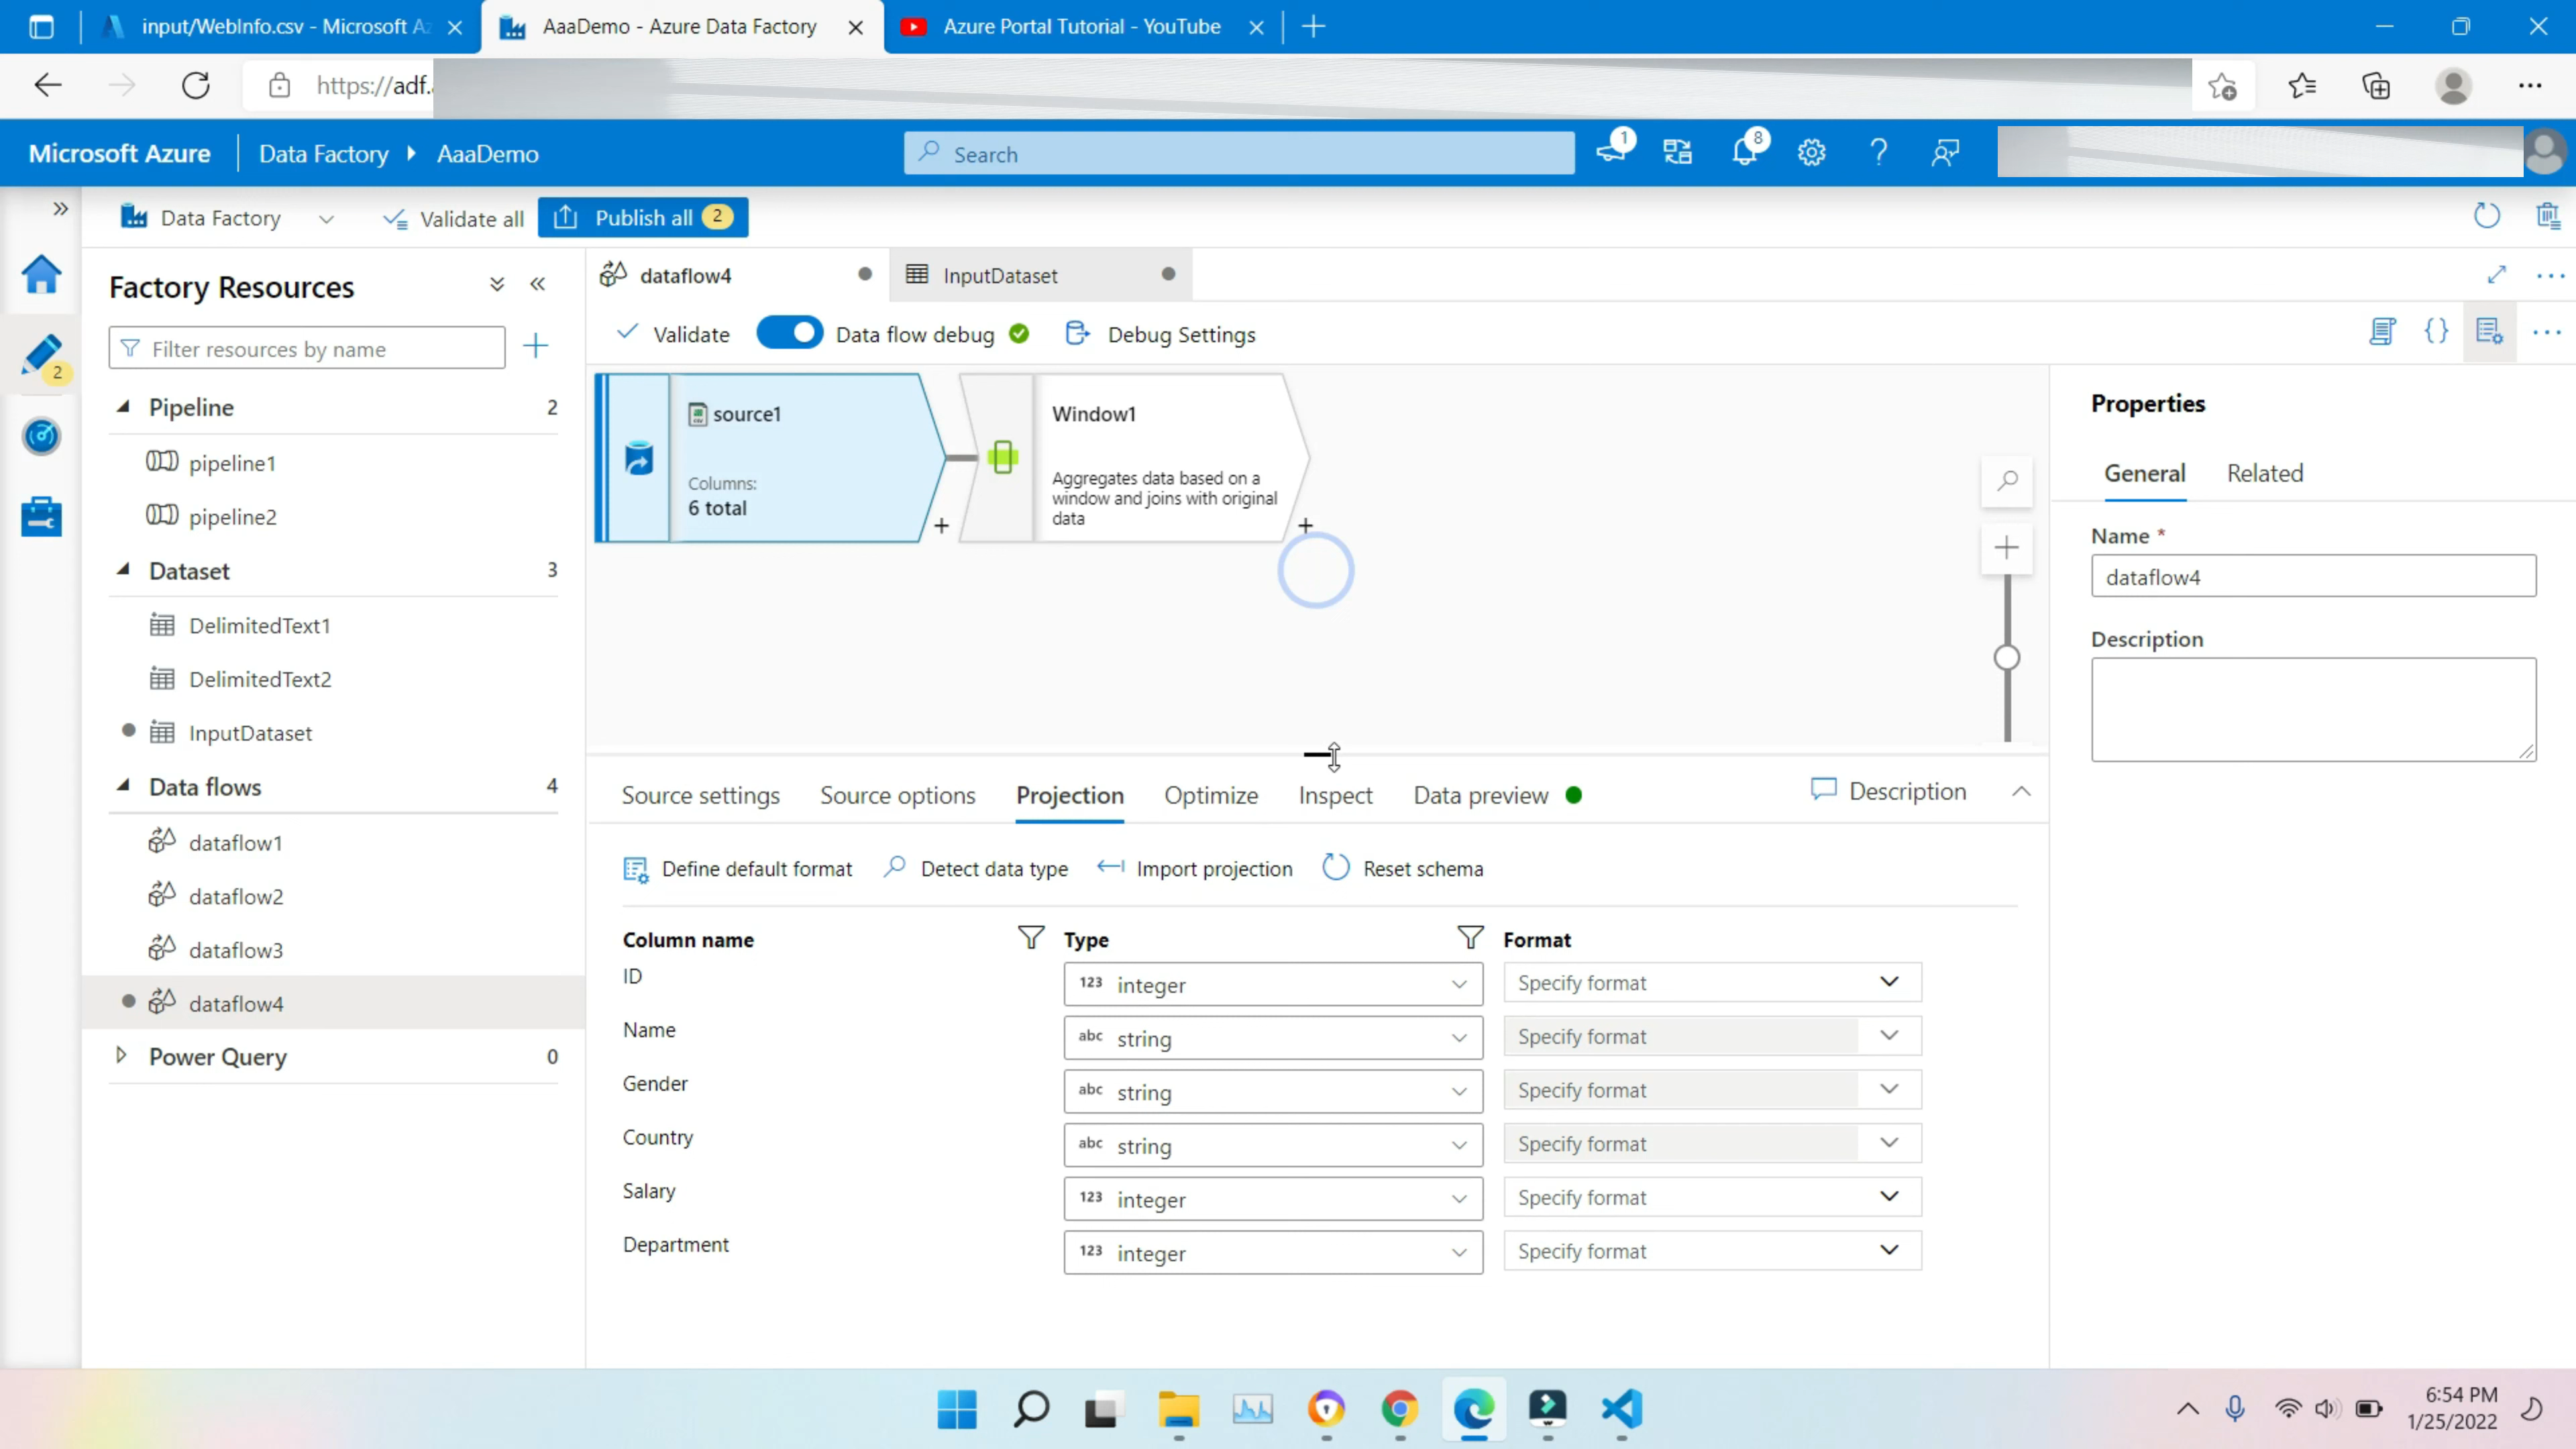 input/WebInfo.csv - Microsoft Az
AaaDemo - Azure Data Factory
Azure Portal Tutorial - YouTube
https://adf.
Microsoft Azure
Data Factory
AaaDemo
Search
1
8
Data Factory
Validate all
Publish all
2
Factory Resources
dataflow4
InputDataset
Filter resources by name
Validate
Data flow debug
Debug Settings
2
Pipeline
2
pipeline1
pipeline2
Dataset
3
DelimitedText1
DelimitedText2
InputDataset
Data flows
4
dataflow1
dataflow2
dataflow3
dataflow4
Power Query
0
source1
Columns:
6 total
Window1
Aggregates data based on a
window and joins with original
data
Properties
General
Related
Name *
dataflow4
Description
Source settings
Source options
Projection
Optimize
Inspect
Data preview
Description
Define default format
Detect data type
Import projection
Reset schema
Column name
Type
Format
ID
123 integer
Specify format
Name
abc string
Specify format
Gender
abc string
Specify format
Country
abc string
Specify format
Salary
123 integer
Specify format
Department
123 integer
Specify format
6:54 PM
1/25/2022